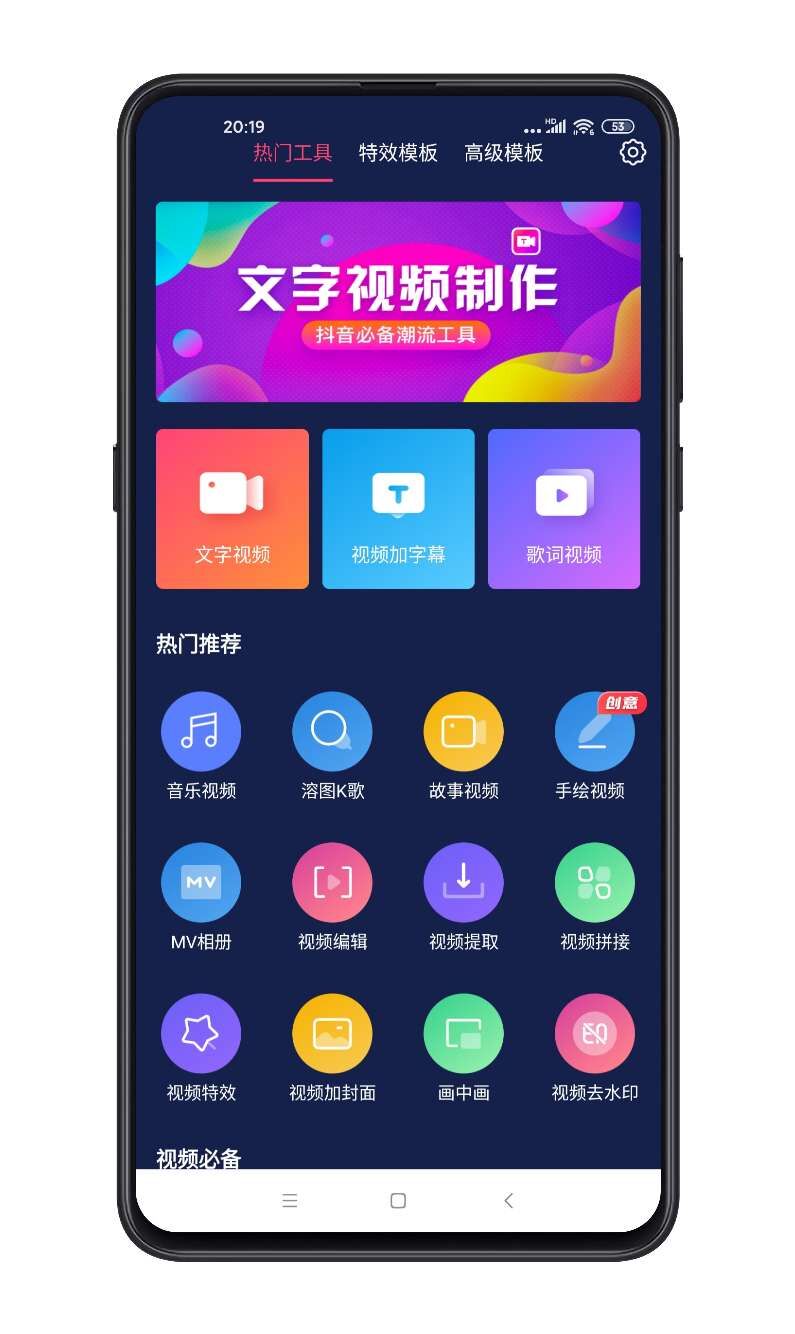 20:19
HD
53
热门工具 特效模板 高级模板
文字视频制作
抖音必备潮流工具
文字视频 视频加字幕 歌词视频
热门推荐
创意
音乐视频 溶图K歌 故事视频 手绘视频
MV
MV相册 视频编辑 视频提取 视频拼接
视频特效 视频加封面 画中画 视频去水印
视频必备